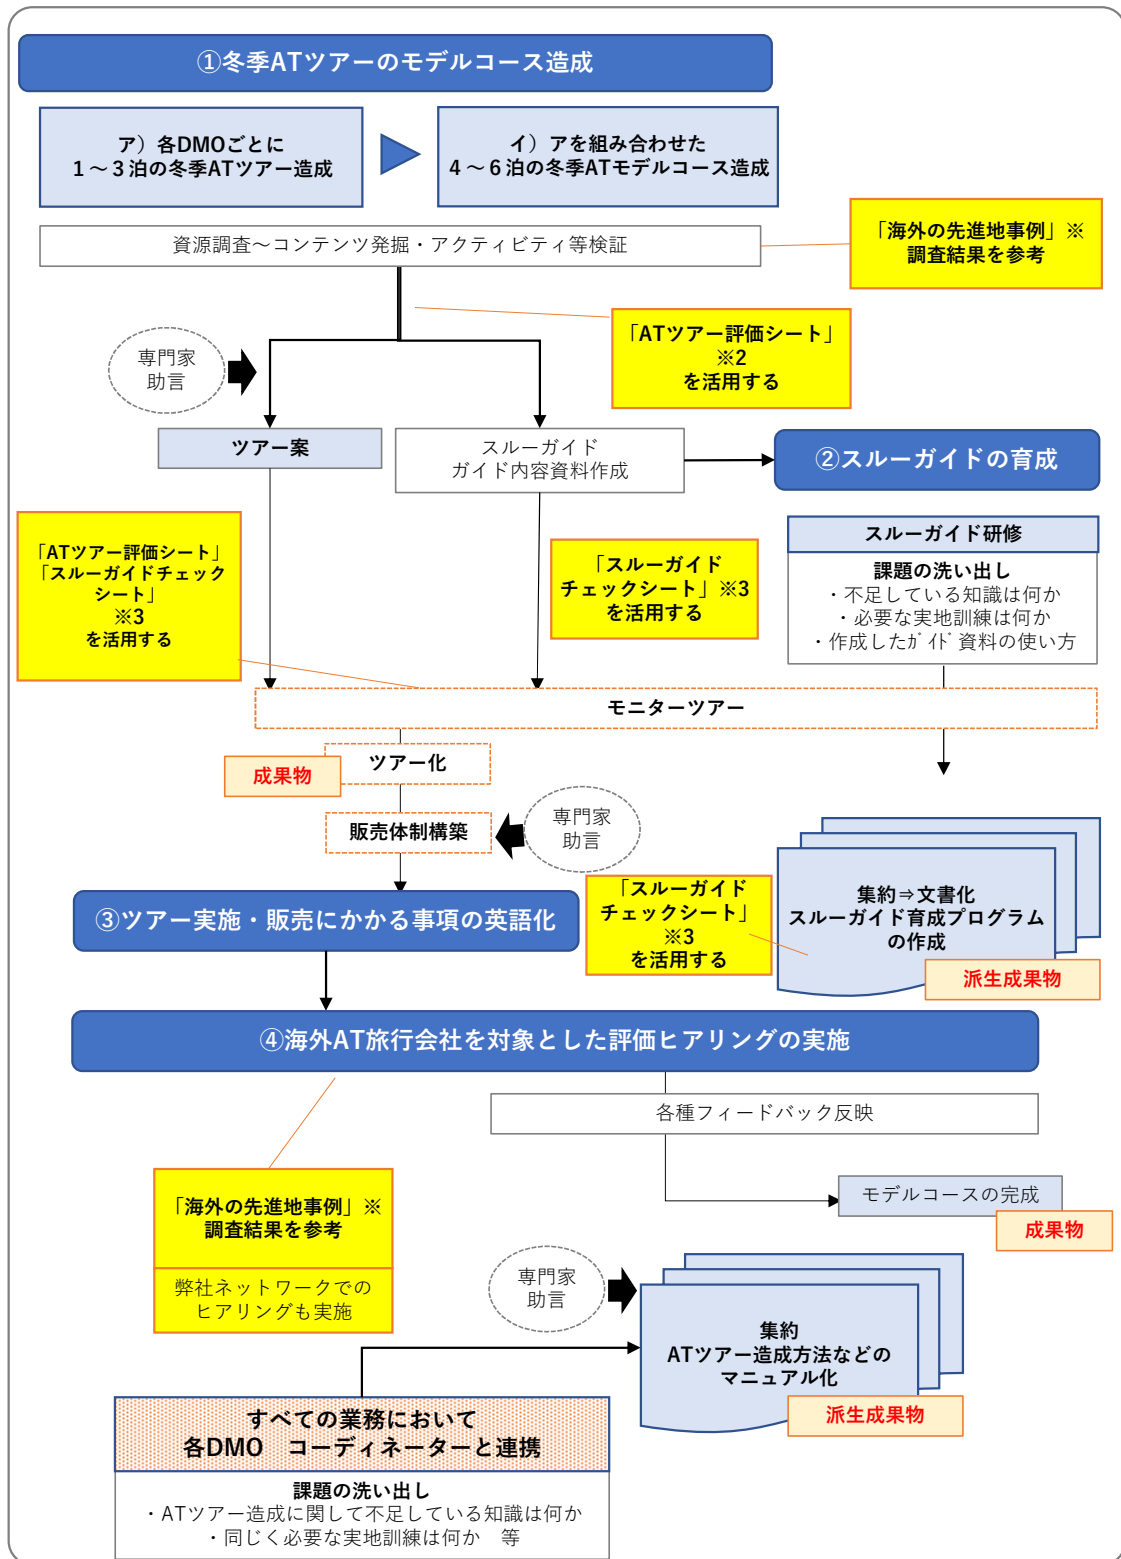 ①冬季ATツアーのモデルコース造成
ア）各DMOごとに
1～3泊の冬季ATツアー造成
イ）アを組み合わせた
4～6泊の冬季ATモデルコース造成
資源調査～コンテンツ発掘・アクティビティ等検証
「海外の先進地事例」※
調査結果を参考
「ATツアー評価シート」
※2
を活用する
専門家
助言
ツアー案
スルーガイド
ガイド内容資料作成
②スルーガイドの育成
「ATツアー評価シート」
「スルーガイドチェック
シート」
※3
を活用する
「スルーガイド
チェックシート」※3
を活用する
スルーガイド研修
課題の洗い出し
・不足している知識は何か
・必要な実地訓練は何か
・作成したｶﾞｲﾄﾞ資料の使い方
モニターツアー
ツアー化
成果物
販売体制構築
専門家
助言
③ツアー実施・販売にかかる事項の英語化
「スルーガイド
チェックシート」
※3
を活用する
集約⇒文書化
スルーガイド育成プログラム
の作成
派生成果物
④海外AT旅行会社を対象とした評価ヒアリングの実施
各種フィードバック反映
「海外の先進地事例」※
調査結果を参考
弊社ネットワークでの
ヒアリングも実施
モデルコースの完成
成果物
専門家
助言
集約
ATツアー造成方法などの
マニュアル化
派生成果物
すべての業務において
各DMO　コーディネーターと連携
課題の洗い出し
・ATツアー造成に関して不足している知識は何か
・同じく必要な実地訓練は何か　等